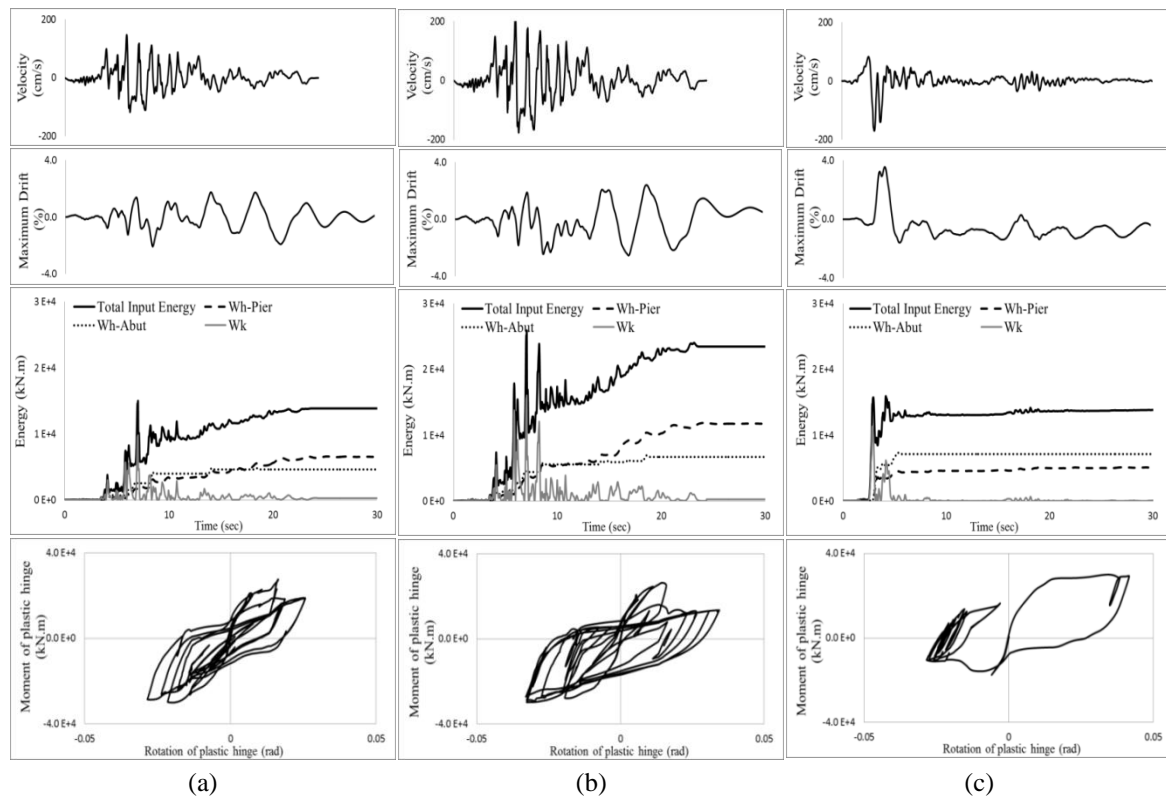 200
0
-200
Velocity
(cm/s)
200
0
-200
Velocity
(cm/s)
200
0
-200
Velocity
(cm/s)
4.0
0.0
-4.0
Maximum Drift
(%)
4.0
0.0
-4.0
Maximum Drift
(%)
4.0
0.0
-4.0
Maximum Drift
(%)
3 E+4
2 E+4
1 E+4
0 E+0
Energy (kN.m)
Total Input Energy
Wh-Pier
Wh-Abut
Wk
0
10
20
30
Time (sec)
3 E+4
2 E+4
1 E+4
0 E+0
Energy (kN.m)
Total Input Energy
Wh-Pier
Wh-Abut
Wk
0
10
20
30
Time (sec)
3 E+4
2 E+4
1 E+4
0 E+0
Energy (kN.m)
Total Input Energy
Wh-Pier
Wh-Abut
Wk
0
10
20
30
Time (sec)
4.0 E+4
0.0 E+0
-4.0 E+4
Moment of plastic hinge
(kN.m)
-0.05
0
0.05
Rotation of plastic hinge (rad)
4.0 E+4
0.0 E+0
-4.0 E+4
Moment of plastic hinge
(kN.m)
-0.05
0
0.05
Rotation of plastic hinge (rad)
4.0 E+4
0.0 E+0
-4.0 E+4
Moment of plastic hinge
(kN.m)
-0.05
0
0.05
Rotation of plastic hinge (rad)
(a)
(b)
(c)